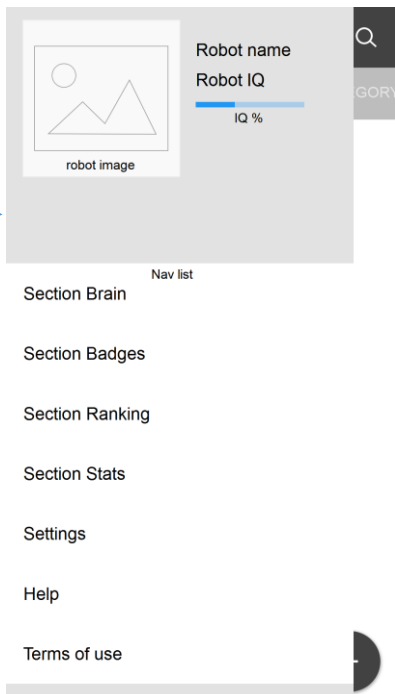 Robot name
Robot IQ
IQ %
robot image
Nav list
Section Brain
Section Badges
Section Ranking
Section Stats
Settings
Help
Terms of use